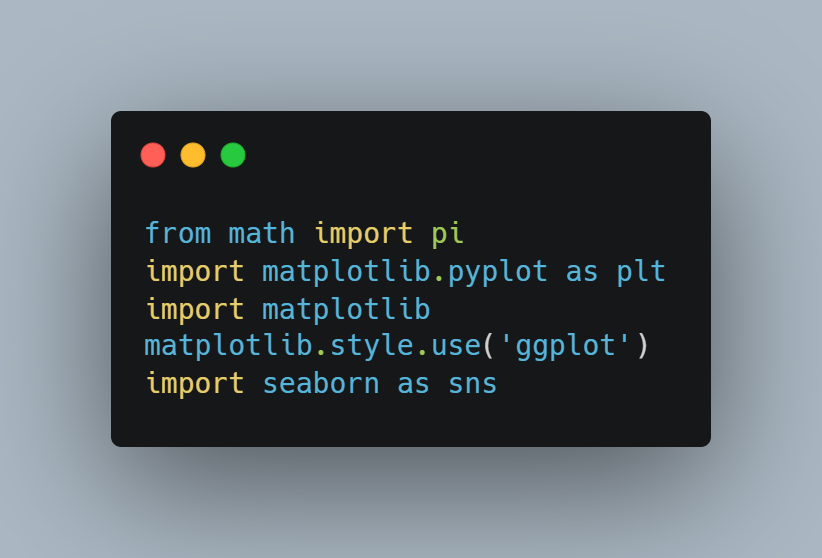 from math import pi
import matplotlib.pyplot as plt
import matplotlib
matplotlib.style.use('ggplot')
import seaborn as sns